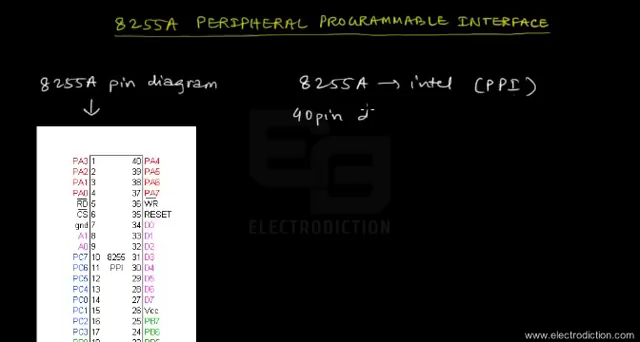 8255A PERIPHERAL PROGRAMMABLE INTERFACE
8255A pin diagram
8255A → intel (PPI)
40pin
PA3 1 40 PA4
PA2 2 39 PA5
PA1 3 38 PA6
PA0 4 37 PA7
RD 5 36 WR
CS 6 35 RESET
gnd 7 34 D0
A1 8 33 D1
A0 9 32 D2
PC7 10 8255 31 D3
PC6 11 PPI 30 D4
PC5 12 29 D5
PC4 13 28 D6
PC0 14 27 D7
PC1 15 26 Vcc
PC2 16 25 PB7
PC3 17 24 PB6
ELECTRODICTION
www.electrodiction.com